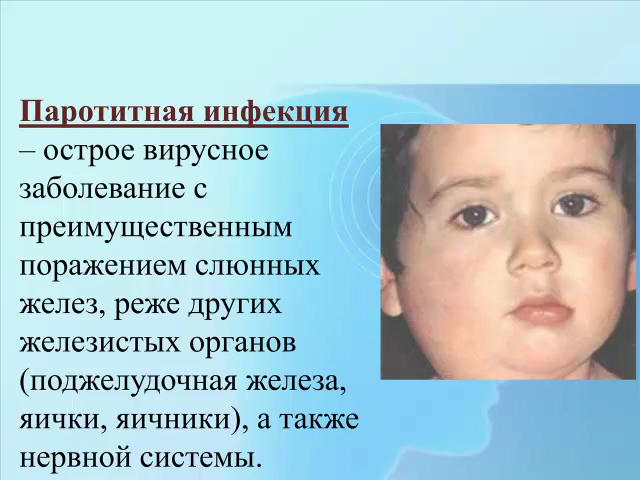 Паротитная инфекция
– острое вирусное
заболевание с
преимущественным
поражением слюнных
желез, реже других
железистых органов
(поджелудочная железа,
яички, яичники), а также
нервной системы.